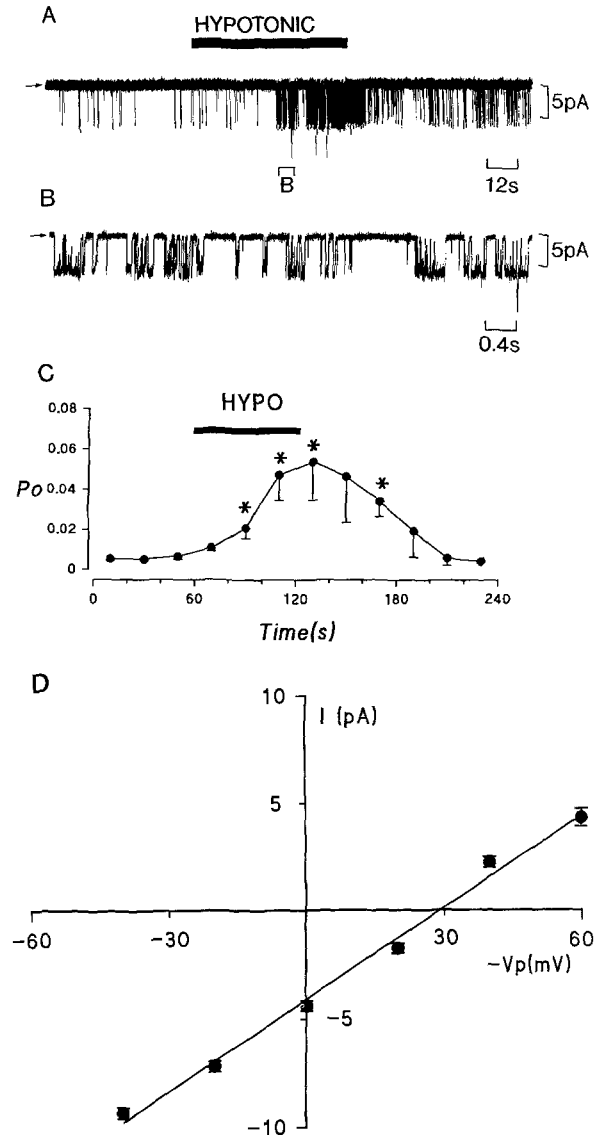 A
HYPOTONIC
5pA
B
12s
B
5pA
0.4s
C
HYPO
0.08
0.06
0.04
0.02
0
Po
* * * *
0 60 120 180 240
Time(s)
D
10
I (pA)
5
-60 -30 30 60
-Vp(mV)
-5
-10